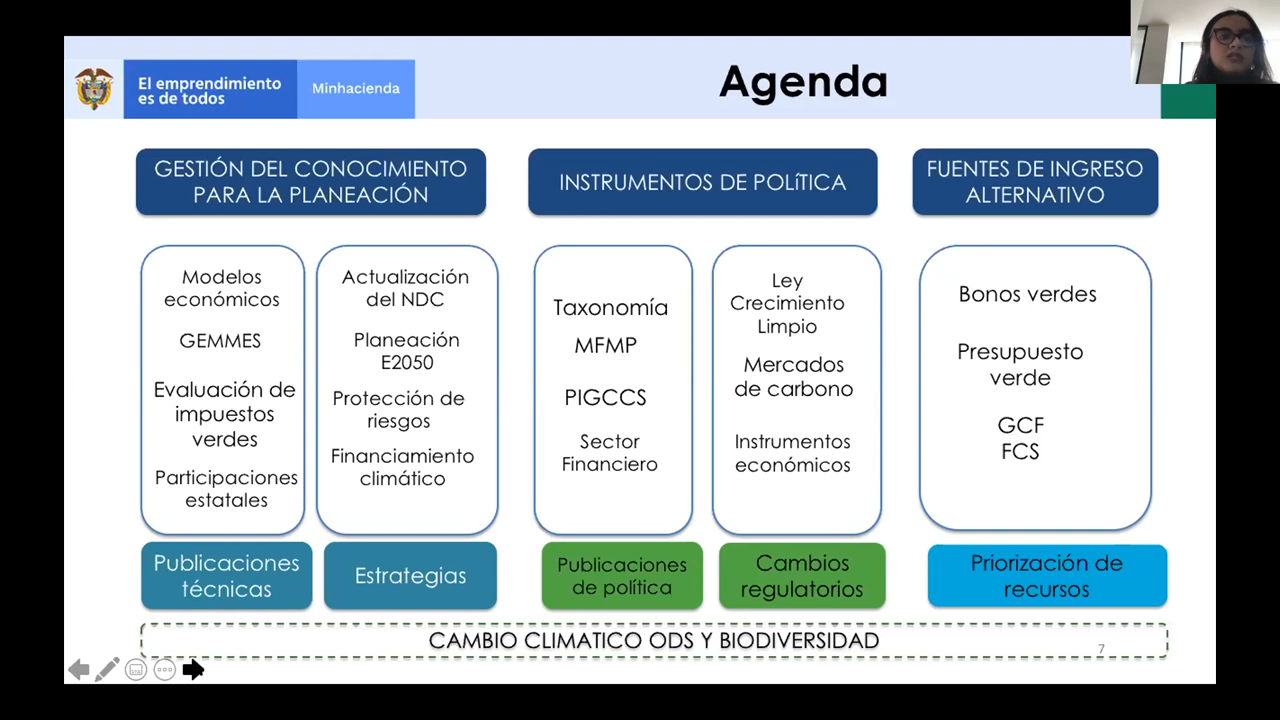 El emprendimiento
es de todos
Minhacienda
Agenda
GESTIÓN DEL CONOCIMIENTO
PARA LA PLANEACIÓN
INSTRUMENTOS DE POLíTICA
FUENTES DE INGRESO
ALTERNATIVO
Modelos
económicos
GEMMES
Evaluación de
impuestos
verdes
Participaciones
estatales
Actualización
del NDC
Planeación
E2050
Protección de
riesgos
Financiamiento
climático
Taxonomía
MFMP
PIGCCS
Sector
Financiero
Ley
Crecimiento
Limpio
Mercados
de carbono
Instrumentos
económicos
Bonos verdes
Presupuesto
verde
GCF
FCS
Publicaciones
técnicas
Estrategias
Publicaciones
de política
Cambios
regulatorios
Priorización de
recursos
CAMBIO CLIMATICO ODS Y BIODIVERSIDAD
7